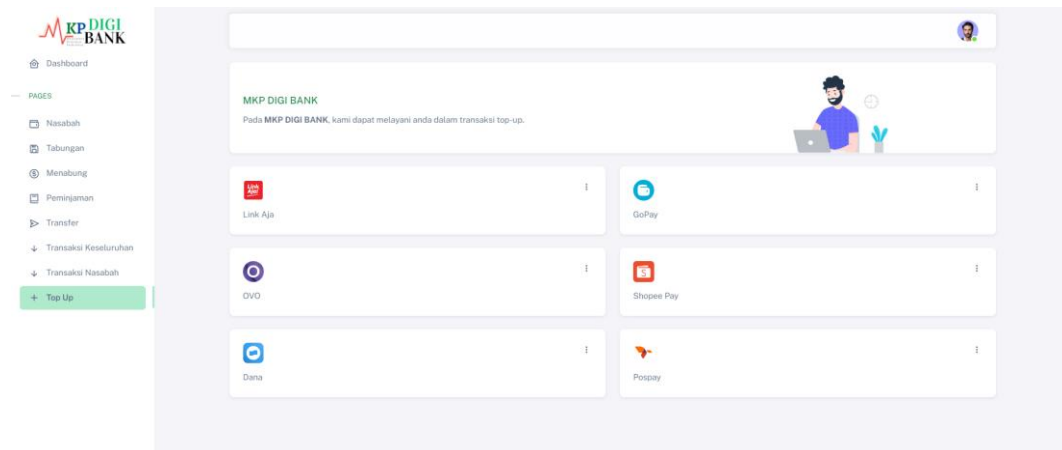 KP DIGI
BANK
Dashboard
PAGES
Nasabah
Tabungan
Menabung
Peminjaman
Transfer
Transaksi Keseluruhan
Transaksi Nasabah
Top Up
MKP DIGI BANK
Pada MKP DIGI BANK, kami dapat melayani anda dalam transaksi top-up.
Link Aja
GoPay
OVO
Shopee Pay
Dana
Pospay